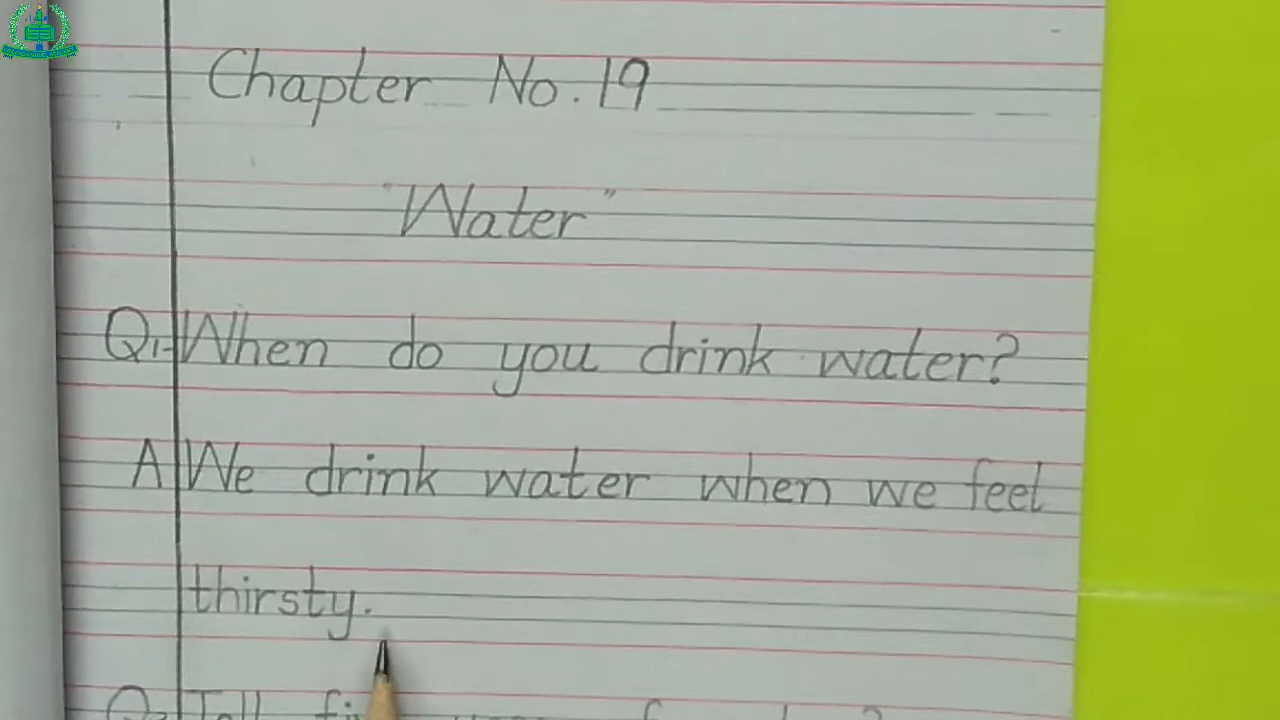 Chapter No. 19
"Water"
Q1- When do you drink water?
A We drink water when we feel
thirsty.